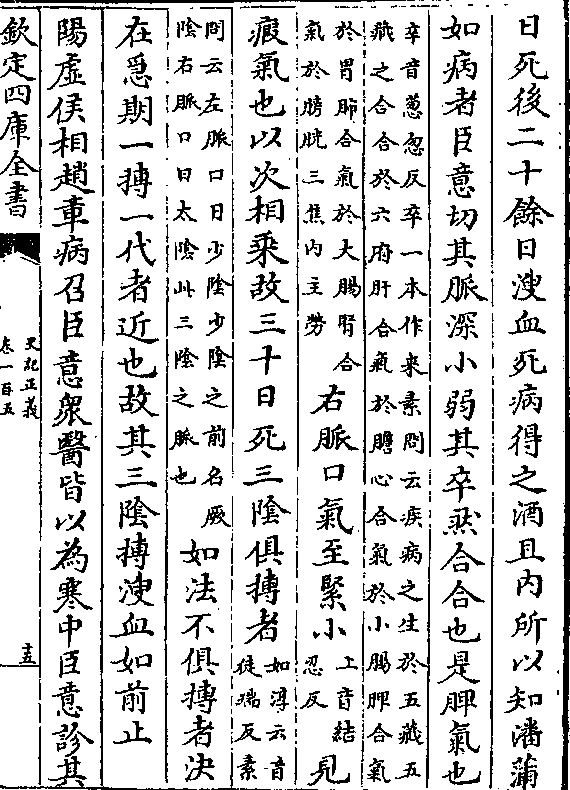 日死後二十餘日溲血死病得之酒且内所以知潘蒲
如病者臣意切其脈深小弱其卒然合合也是脾氣也
卒音葱忽反卒一本作来素問云疾病之生於五藏五
藏之合合於六府肝合氣於膽心合氣於小腸脾合氣
於胃肺合氣於大腸腎合
氣於膀胱三焦内主勞
右脈口氣至緊小
上音結
忍反
見
瘕氣也以次相乘故三十日死三陰俱搏者
如淳云音
徒端反素
問云左脈口曰少陰少陰之前名厥
陰右脈口曰太陰此三陰之脈也
如法不俱搏者決
在急期一搏一代者近也故其三陰搏溲血如前止
陽虛侯相趙章病召臣意衆醫皆以為寒中臣意診其
欽定四庫全書
史記正義
卷一百五
十五